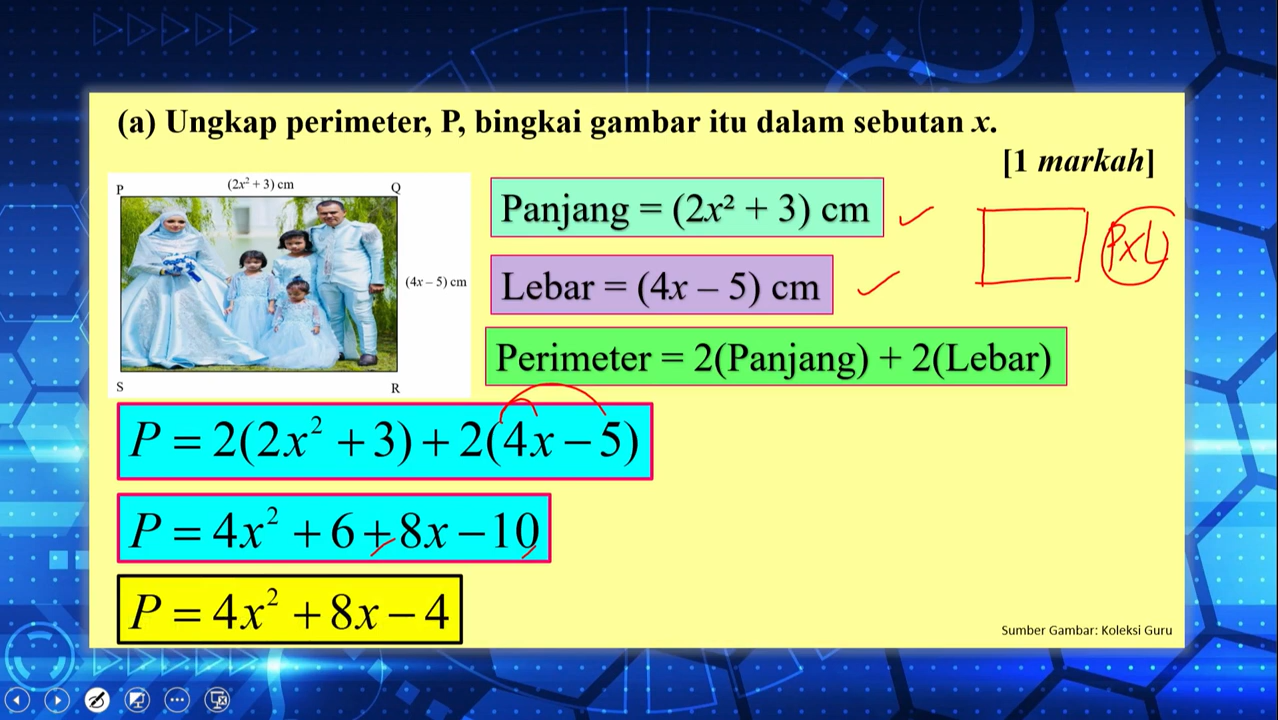 (a) Ungkap perimeter, P, bingkai gambar itu dalam sebutan x.
[1 markah]
P
(2x² + 3) cm
Q
(4x – 5) cm
S
R
Panjang = (2x² + 3) cm
Lebar = (4x – 5) cm
PxL
Perimeter = 2(Panjang) + 2(Lebar)
P = 2(2x² + 3) + 2(4x – 5)
P = 4x² + 6 + 8x – 10
P = 4x² + 8x – 4
Sumber Gambar: Koleksi Guru